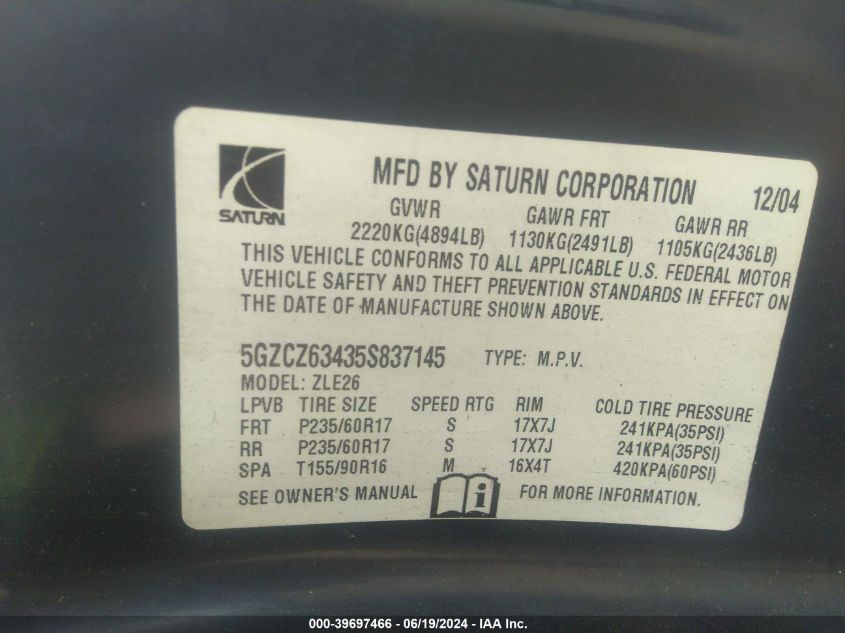 MFD BY SATURN CORPORATION 12/04
SATURN
GVWR GAWR FRT GAWR RR
2220KG(4894LB) 1130KG(2491LB) 1105KG(2436LB)
THIS VEHICLE CONFORMS TO ALL APPLICABLE U.S. FEDERAL MOTOR
VEHICLE SAFETY AND THEFT PREVENTION STANDARDS IN EFFECT ON
THE DATE OF MANUFACTURE SHOWN ABOVE.
5GZCZ63435S837145 TYPE: M.P.V.
MODEL: ZLE26
LPVB TIRE SIZE SPEED RTG RIM COLD TIRE PRESSURE
FRT P235/60R17 S 17X7J 241KPA(35PSI)
RR P235/60R17 S 17X7J 241KPA(35PSI)
SPA T155/90R16 M 16X4T 420KPA(60PSI)
SEE OWNER'S MANUAL i FOR MORE INFORMATION.
000-39697466 - 06/19/2024 - IAA Inc.